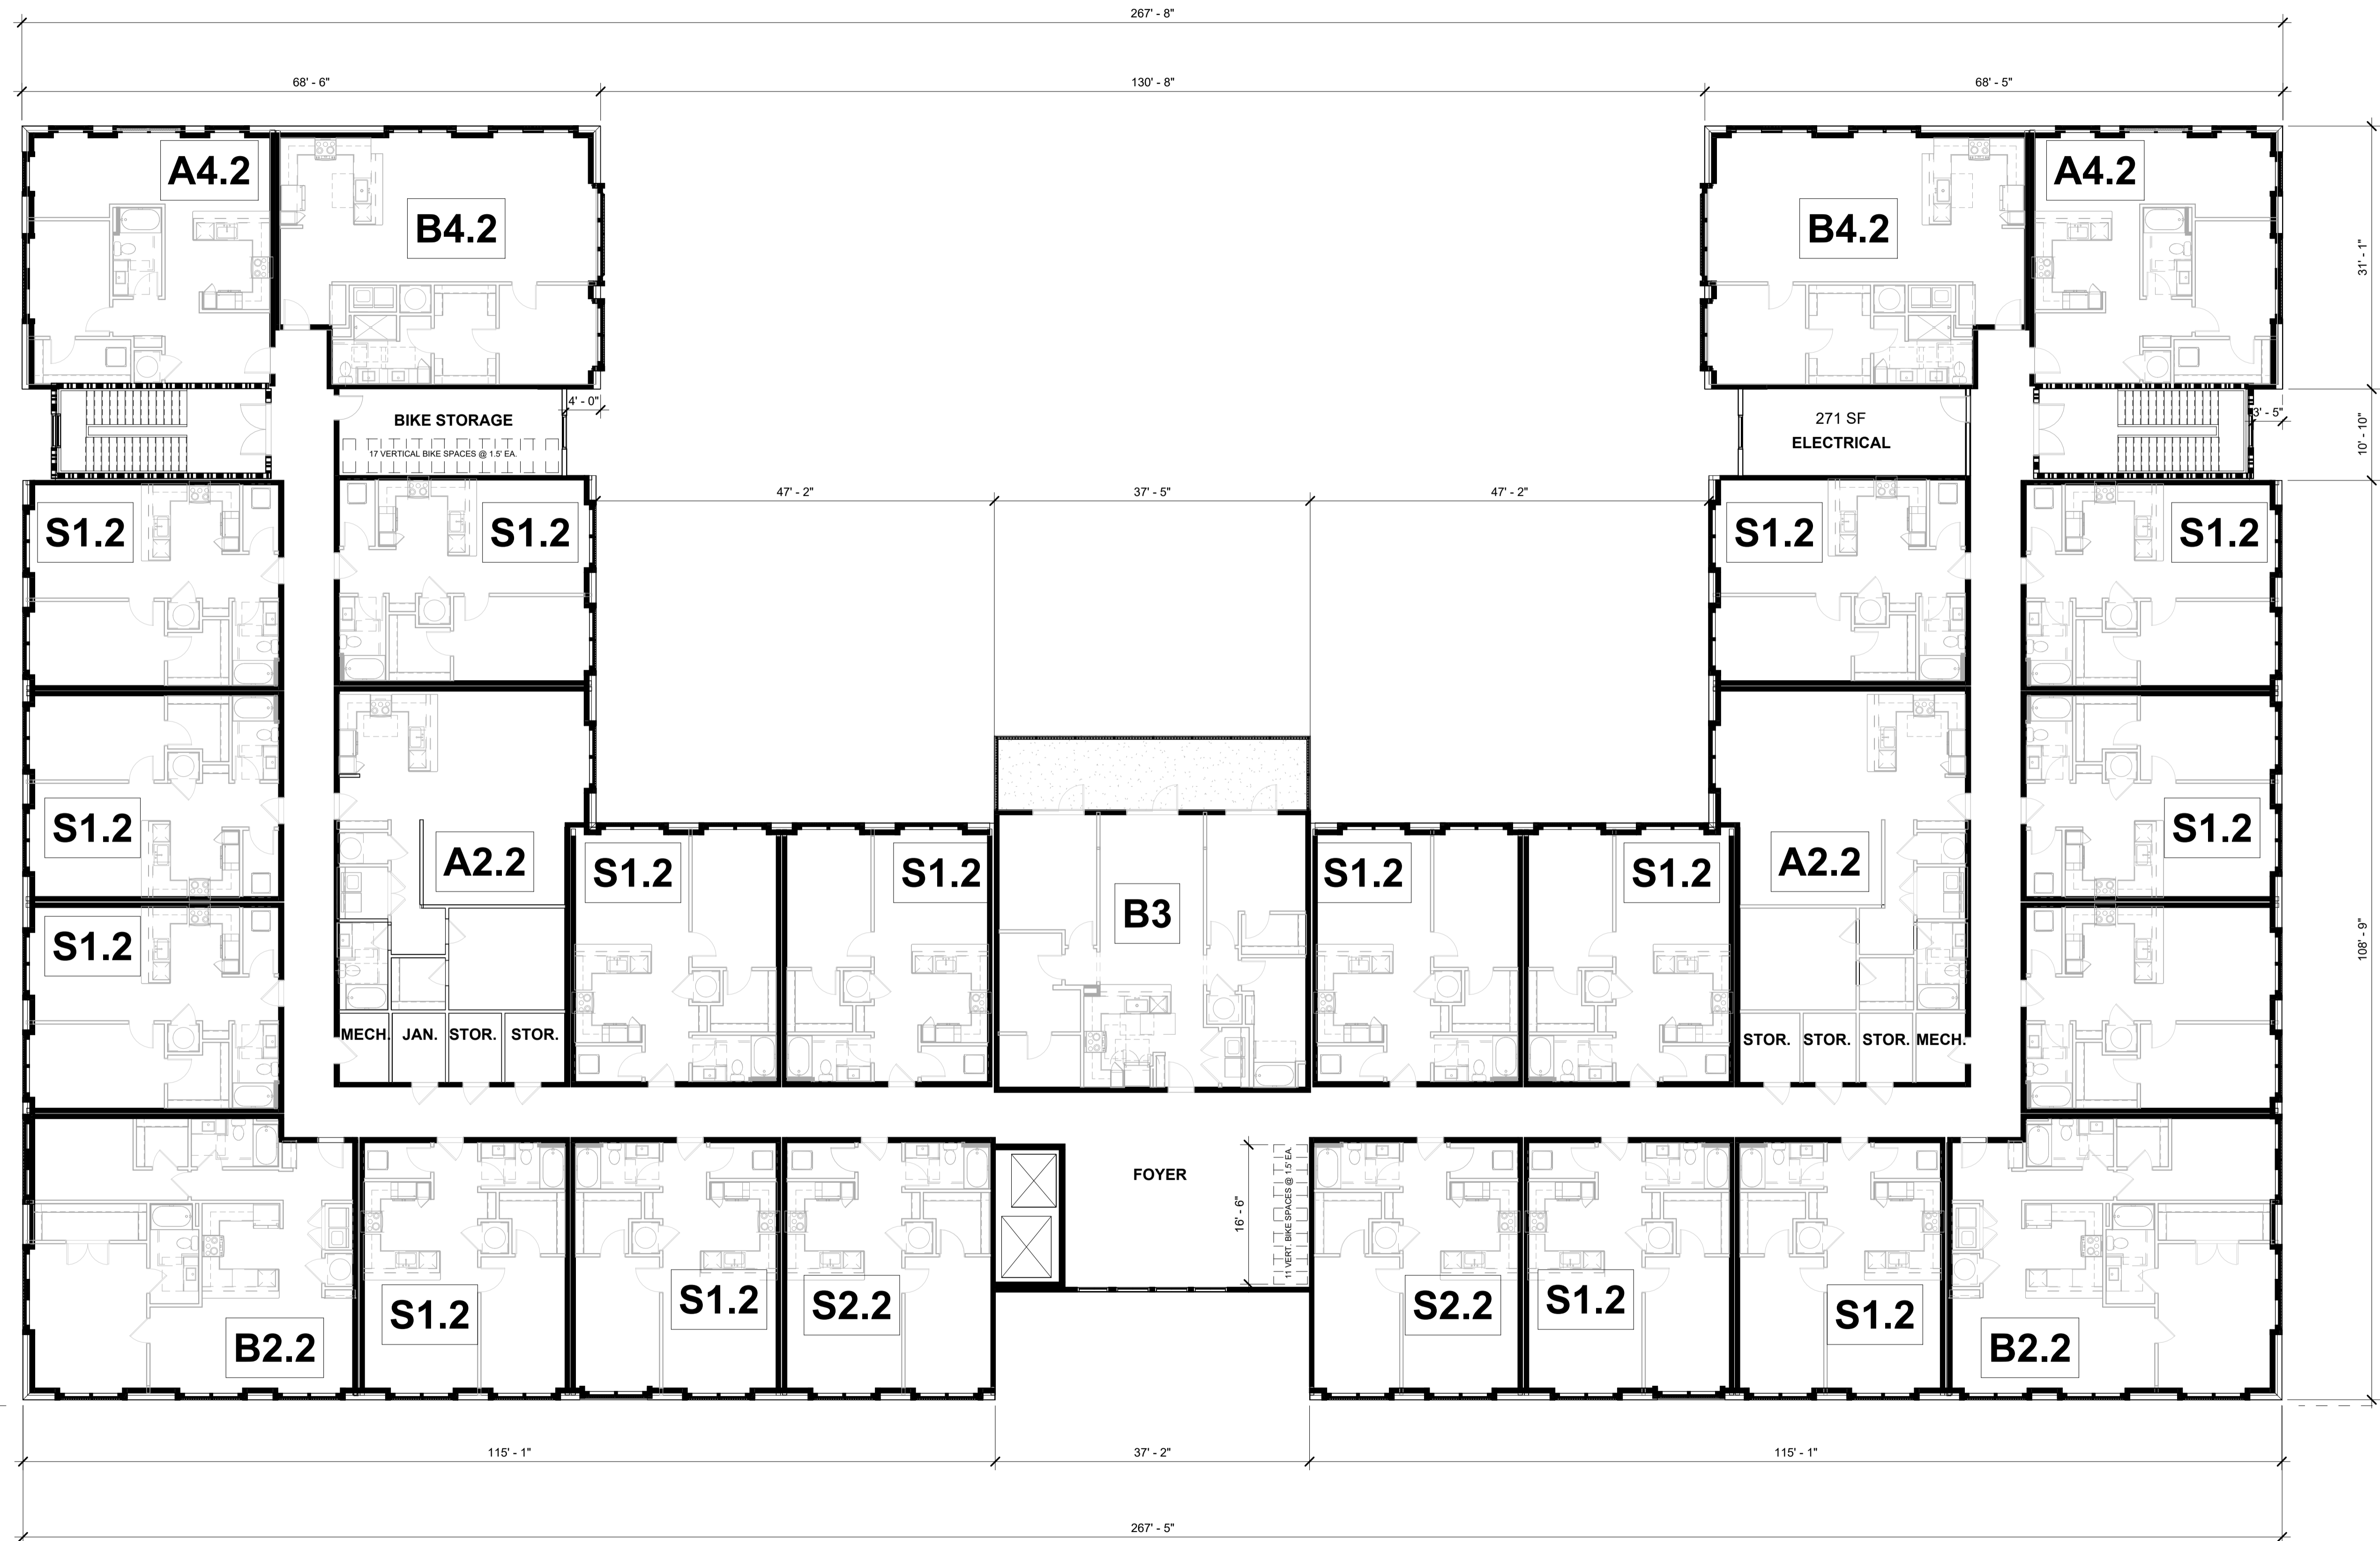 267' - 8"
68' - 6"
130' - 8"
68' - 5"
A4.2
B4.2
B4.2
A4.2
31' - 1"
4' - 0"
BIKE STORAGE
17 VERTICAL BIKE SPACES @ 1.5' EA.
271 SF
ELECTRICAL
3' - 5"
10' - 10"
47' - 2"
37' - 5"
47' - 2"
S1.2
S1.2
S1.2
S1.2
S1.2
A2.2
S1.2
S1.2
B3
S1.2
S1.2
A2.2
S1.2
S1.2
108' - 9"
MECH.
JAN.
STOR.
STOR.
STOR.
STOR.
STOR.
MECH.
FOYER
16' - 6"
11 VERT. BIKE SPACES @ 1.5' EA.
B2.2
S1.2
S1.2
S2.2
S2.2
S1.2
S1.2
B2.2
115' - 1"
37' - 2"
115' - 1"
267' - 5"